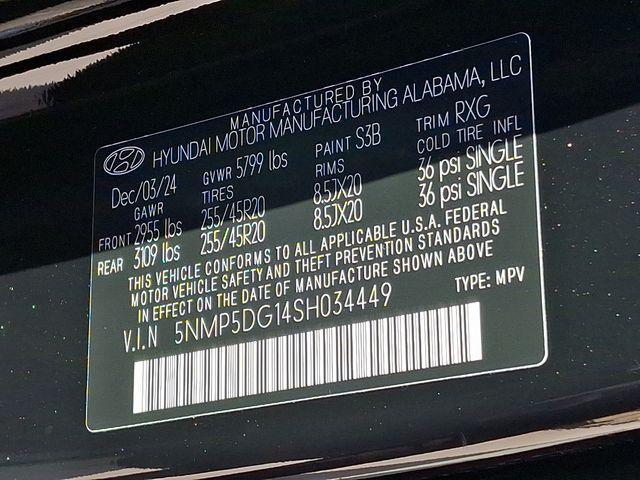 MANUFACTURED BY
HYUNDAI MOTOR MANUFACTURING ALABAMA, LLC
Dec/03/24 GVWR 5799 lbs PAINT S3B TRIM RXG
GAWR TIRES RIMS COLD TIRE INFL
FRONT 2955 lbs 255/45R20 8.5JX20 36 psi SINGLE
REAR 3109 lbs 255/45R20 8.5JX20 36 psi SINGLE
THIS VEHICLE CONFORMS TO ALL APPLICABLE U.S.A. FEDERAL
MOTOR VEHICLE SAFETY AND THEFT PREVENTION STANDARDS
IN EFFECT ON THE DATE OF MANUFACTURE SHOWN ABOVE
V.I.N 5NMP5DG14SH034449 TYPE: MPV